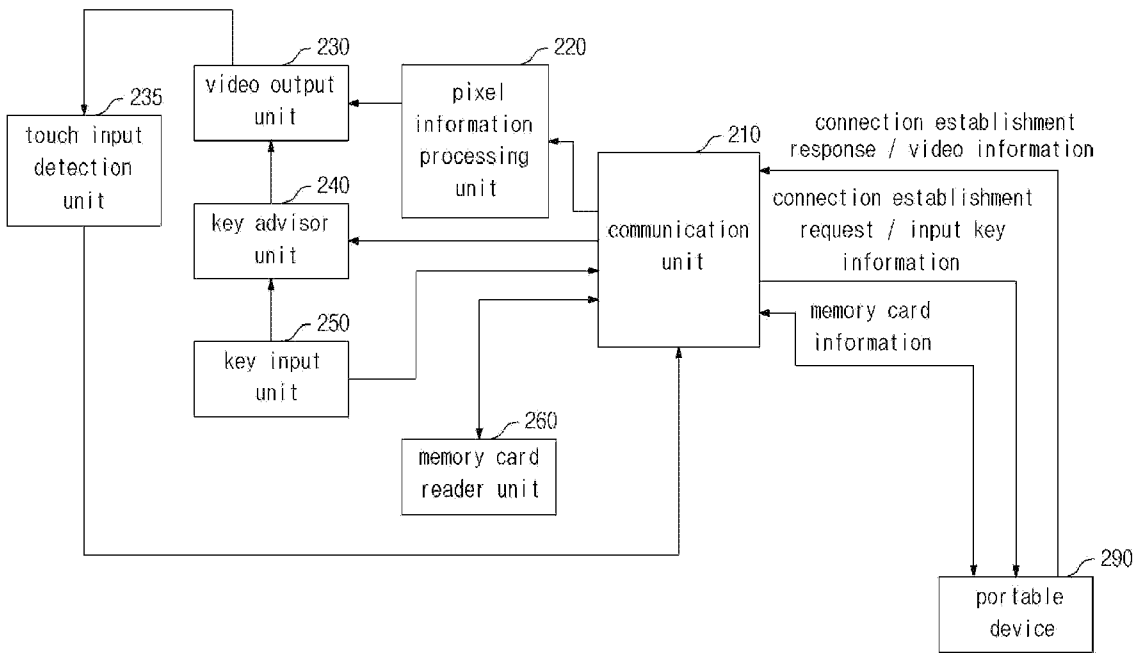 230
video output
unit
220
pixel
information
processing
unit
235
touch input
detection
unit
210
communication
unit
connection establishment
response / video information
connection establishment
request / input key
information
240
key advisor
unit
memory card
information
250
key input
unit
260
memory card
reader unit
290
portable
device